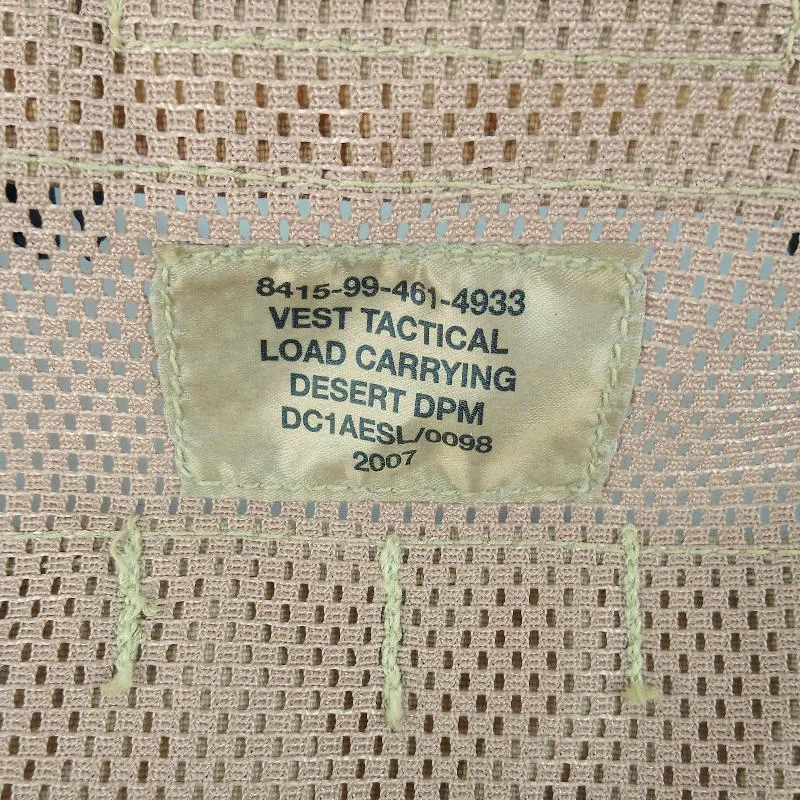 8415-99-461-4933
VEST TACTICAL
LOAD CARRYING
DESERT DPM
DC1AESL/0098
2007